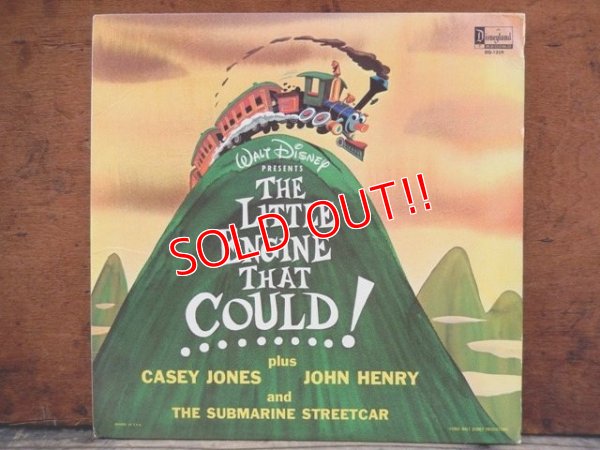 Disneyland
WALT DISNEY
PRESENTS
THE
LITTLE
ENGINE
THAT
COULD!
SOLD OUT!!
plus
CASEY JONES JOHN HENRY
and
THE SUBMARINE STREETCAR